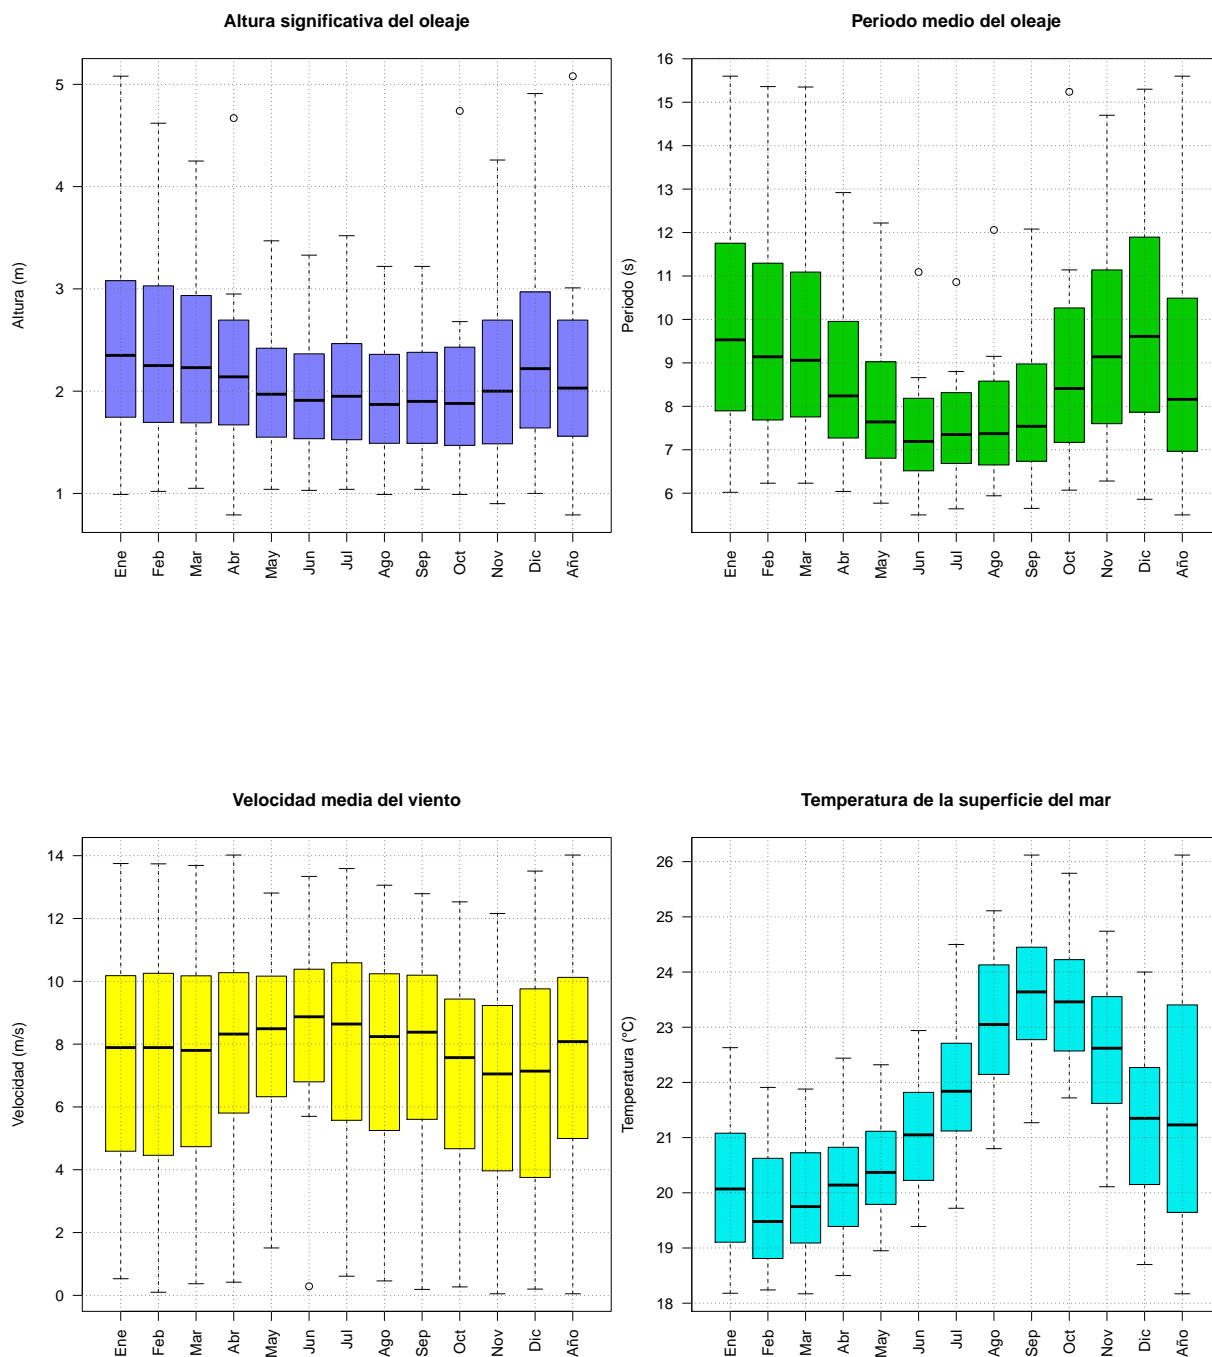 Altura significativa del oleaje
Altura (m)
5
4
3
2
1
Ene Feb Mar Abr May Jun Jul Ago Sep Oct Nov Dic Año
Periodo medio del oleaje
Periodo (s)
16
15
14
13
12
11
10
9
8
7
6
Ene Feb Mar Abr May Jun Jul Ago Sep Oct Nov Dic Año
Velocidad media del viento
Velocidad (m/s)
14
12
10
8
6
4
2
0
Ene Feb Mar Abr May Jun Jul Ago Sep Oct Nov Dic Año
Temperatura de la superficie del mar
Temperatura (°C)
26
25
24
23
22
21
20
19
18
Ene Feb Mar Abr May Jun Jul Ago Sep Oct Nov Dic Año